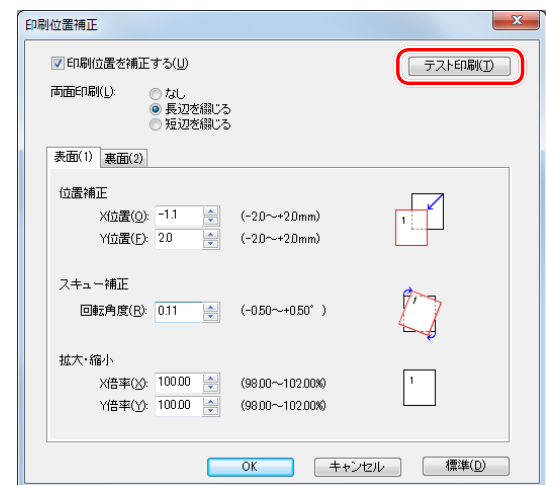 印刷位置補正
印刷位置を補正する(U)
テスト印刷(T)
両面印刷(L):
なし
長辺を綴じる
短辺を綴じる
表面(1) 裏面(2)
位置補正
X位置(O): -1.1 (-2.0～+2.0mm)
Y位置(F): 2.0 (-2.0～+2.0mm)
1
スキュー補正
回転角度(R): 0.11 (-0.50～+0.50°)
1
拡大・縮小
X倍率(X): 100.00 (98.00～102.00%)
Y倍率(Y): 100.00 (98.00～102.00%)
1
OK キャンセル 標準(D)